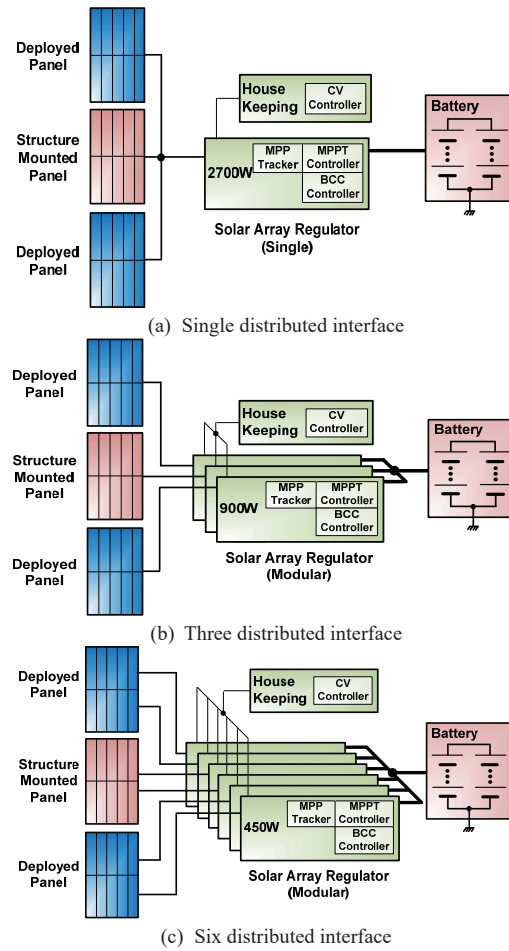 Deployed
Panel
Structure
Mounted
Panel
Deployed
Panel
House
Keeping
CV
Controller
2700W
MPP
Tracker
MPPT
Controller
BCC
Controller
Solar Array Regulator
(Single)
Battery
(a) Single distributed interface
Deployed
Panel
Structure
Mounted
Panel
Deployed
Panel
House
Keeping
CV
Controller
900W
MPP
Tracker
MPPT
Controller
BCC
Controller
Solar Array Regulator
(Modular)
Battery
(b) Three distributed interface
Deployed
Panel
Structure
Mounted
Panel
Deployed
Panel
House
Keeping
CV
Controller
450W
MPP
Tracker
MPPT
Controller
BCC
Controller
Solar Array Regulator
(Modular)
Battery
(c) Six distributed interface